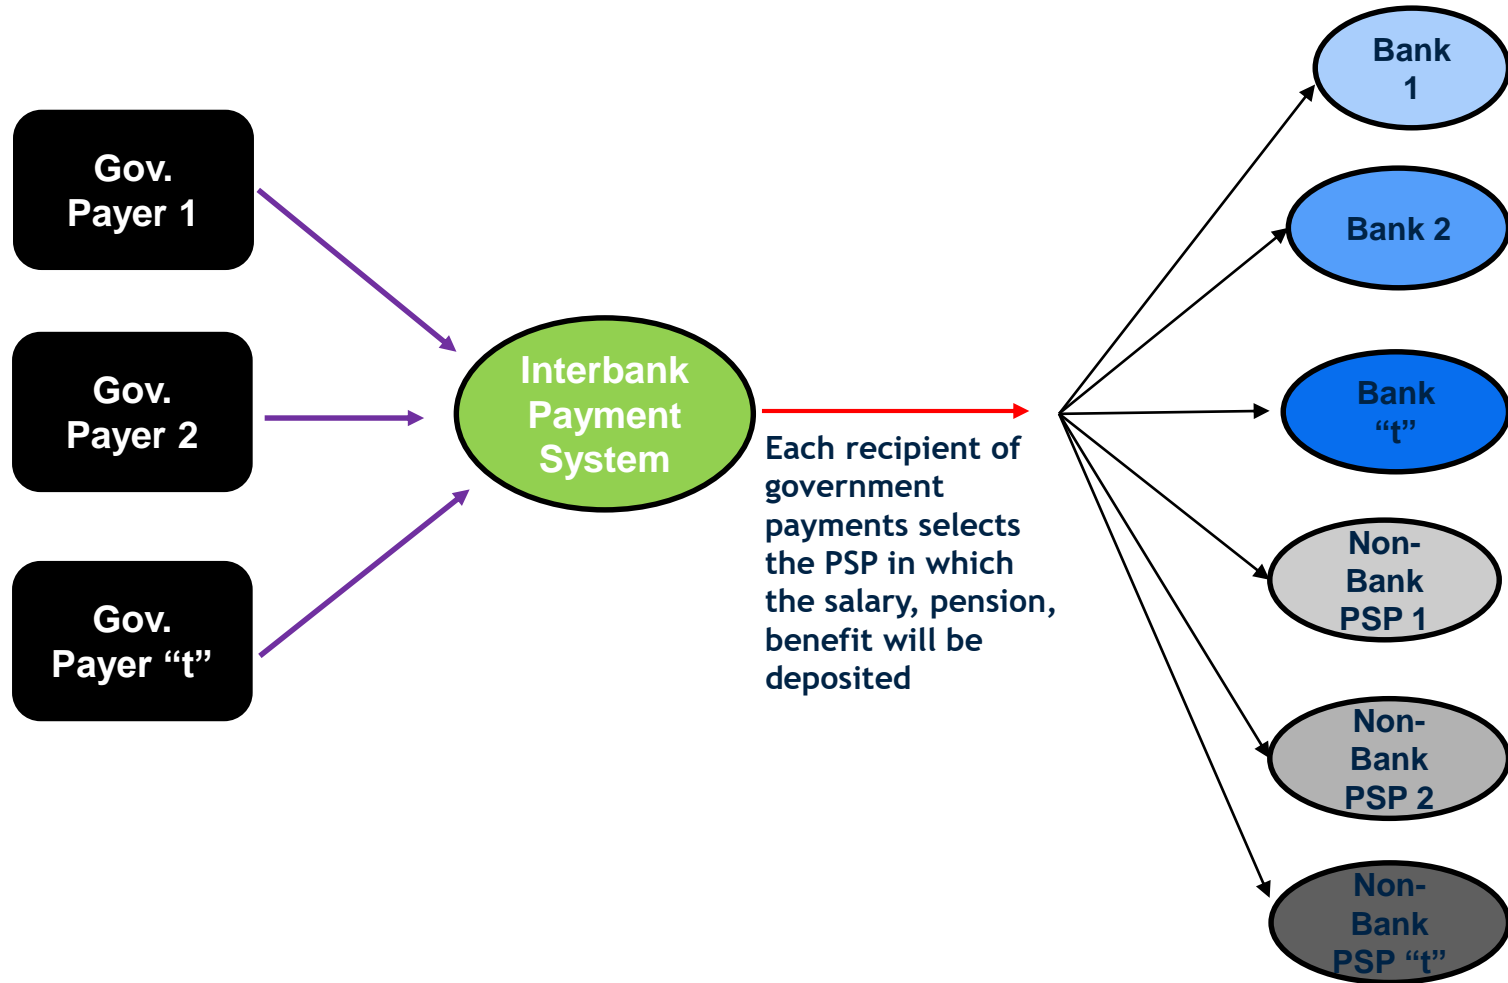 Gov.
Payer 1
Gov.
Payer 2
Gov.
Payer “t”
Interbank
Payment
System
Each recipient of
government
payments selects
the PSP in which
the salary, pension,
benefit will be
deposited
Bank
1
Bank 2
Bank
“t”
Non-
Bank
PSP 1
Non-
Bank
PSP 2
Non-
Bank
PSP “t”